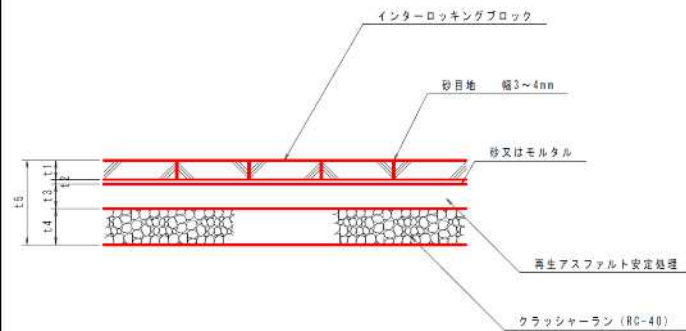 インターロッキングブロック
砂目地 幅3～4mm
砂又はモルタル
t1
t2
t3
t4
t5
再生アスファルト安定処理
クラッシャーラン (RC-40)